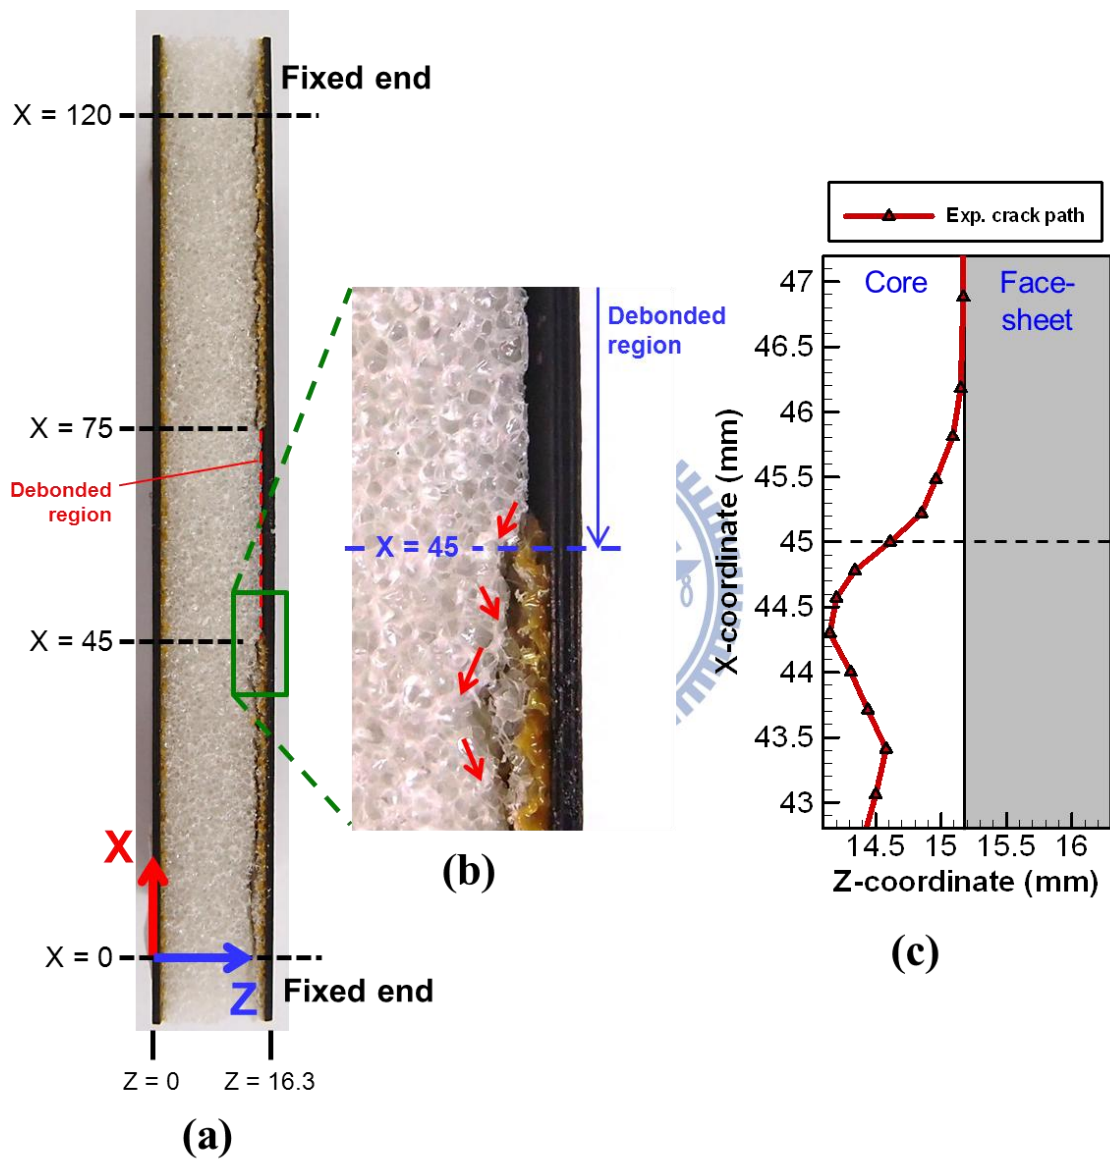 Fixed end
X = 120
X = 75
Debonded
region
X = 45
X
X = 0
Z
Fixed end
Z = 0
Z = 16.3
(a)
Debonded
region
X = 45
(b)
Exp. crack path
Core
Face-
sheet
47
46.5
46
45.5
45
44.5
44
43.5
43
X-coordinate (mm)
14.5
15
15.5
16
Z-coordinate (mm)
(c)